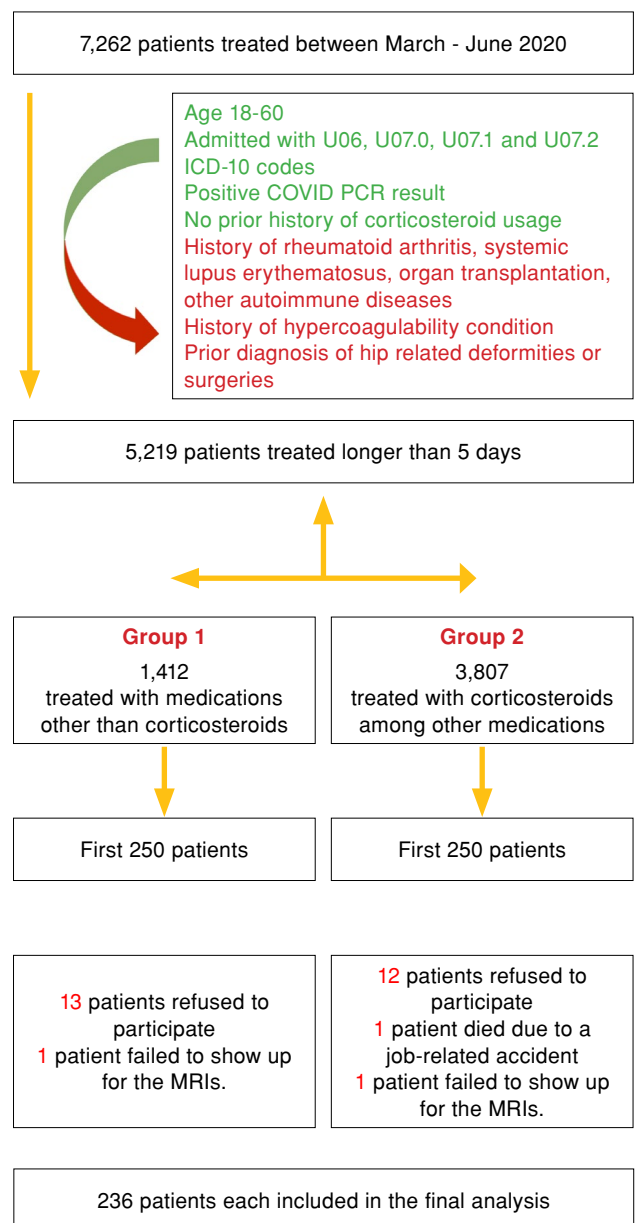 7,262 patients treated between March - June 2020
Age 18-60
Admitted with U06, U07.0, U07.1 and U07.2
ICD-10 codes
Positive COVID PCR result
No prior history of corticosteroid usage
History of rheumatoid arthritis, systemic
lupus erythematosus, organ transplantation,
other autoimmune diseases
History of hypercoagulability condition
Prior diagnosis of hip related deformities or
surgeries
5,219 patients treated longer than 5 days
Group 1
1,412
treated with medications
other than corticosteroids
Group 2
3,807
treated with corticosteroids
among other medications
First 250 patients
First 250 patients
13 patients refused to
participate
1 patient failed to show up
for the MRIs.
12 patients refused to
participate
1 patient died due to a
job-related accident
1 patient failed to show up
for the MRIs.
236 patients each included in the final analysis